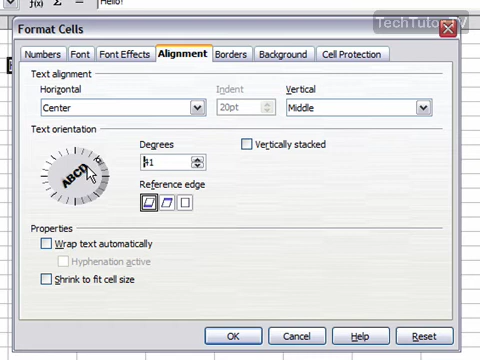 Hello!
TechTutorTV
Format Cells
Numbers Font Font Effects Alignment Borders Background Cell Protection
Text alignment
Horizontal Indent Vertical
Center 20pt Middle
Text orientation
Degrees Vertically stacked
41
ABCD
Reference edge
Properties
Wrap text automatically
Hyphenation active
Shrink to fit cell size
OK Cancel Help Reset